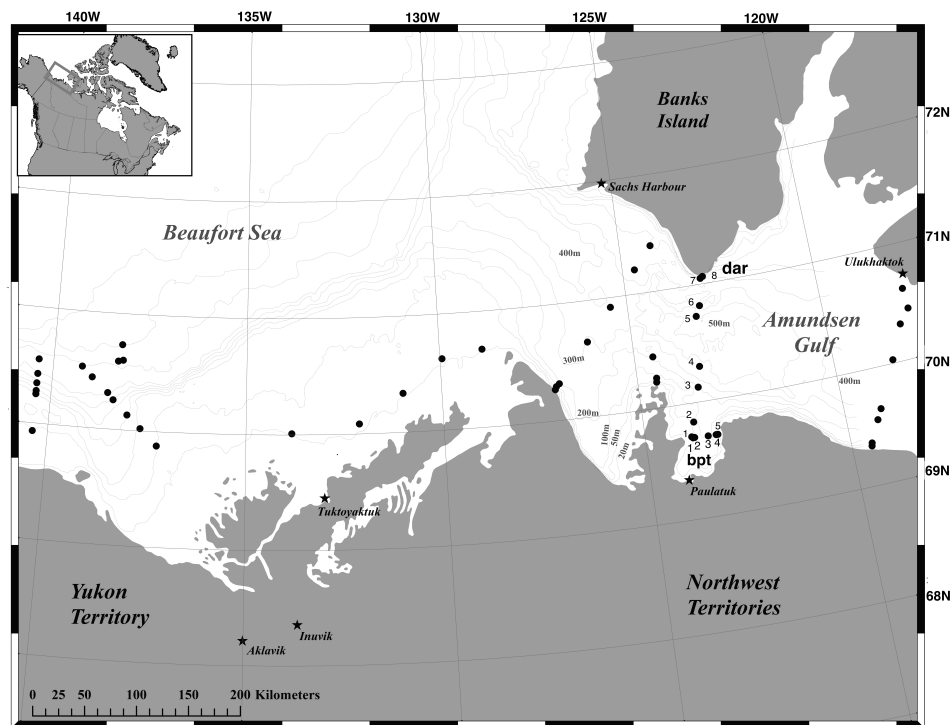 140W 135W 130W 125W 120W
72N
Banks
Island
Sachs Harbour
Beaufort Sea
71N
400m
Ulukhaktok
dar
7 8
6
5
500m
Amundsen
Gulf
300m
4
70N
3
400m
200m
2
100m
50m
20m
1
5
1 2 3 4
bpt
69N
Paulatuk
Tuktoyaktuk
Yukon
Territory
Northwest
Territories
68N
Inuvik
Aklavik
0 25 50 100 150 200 Kilometers